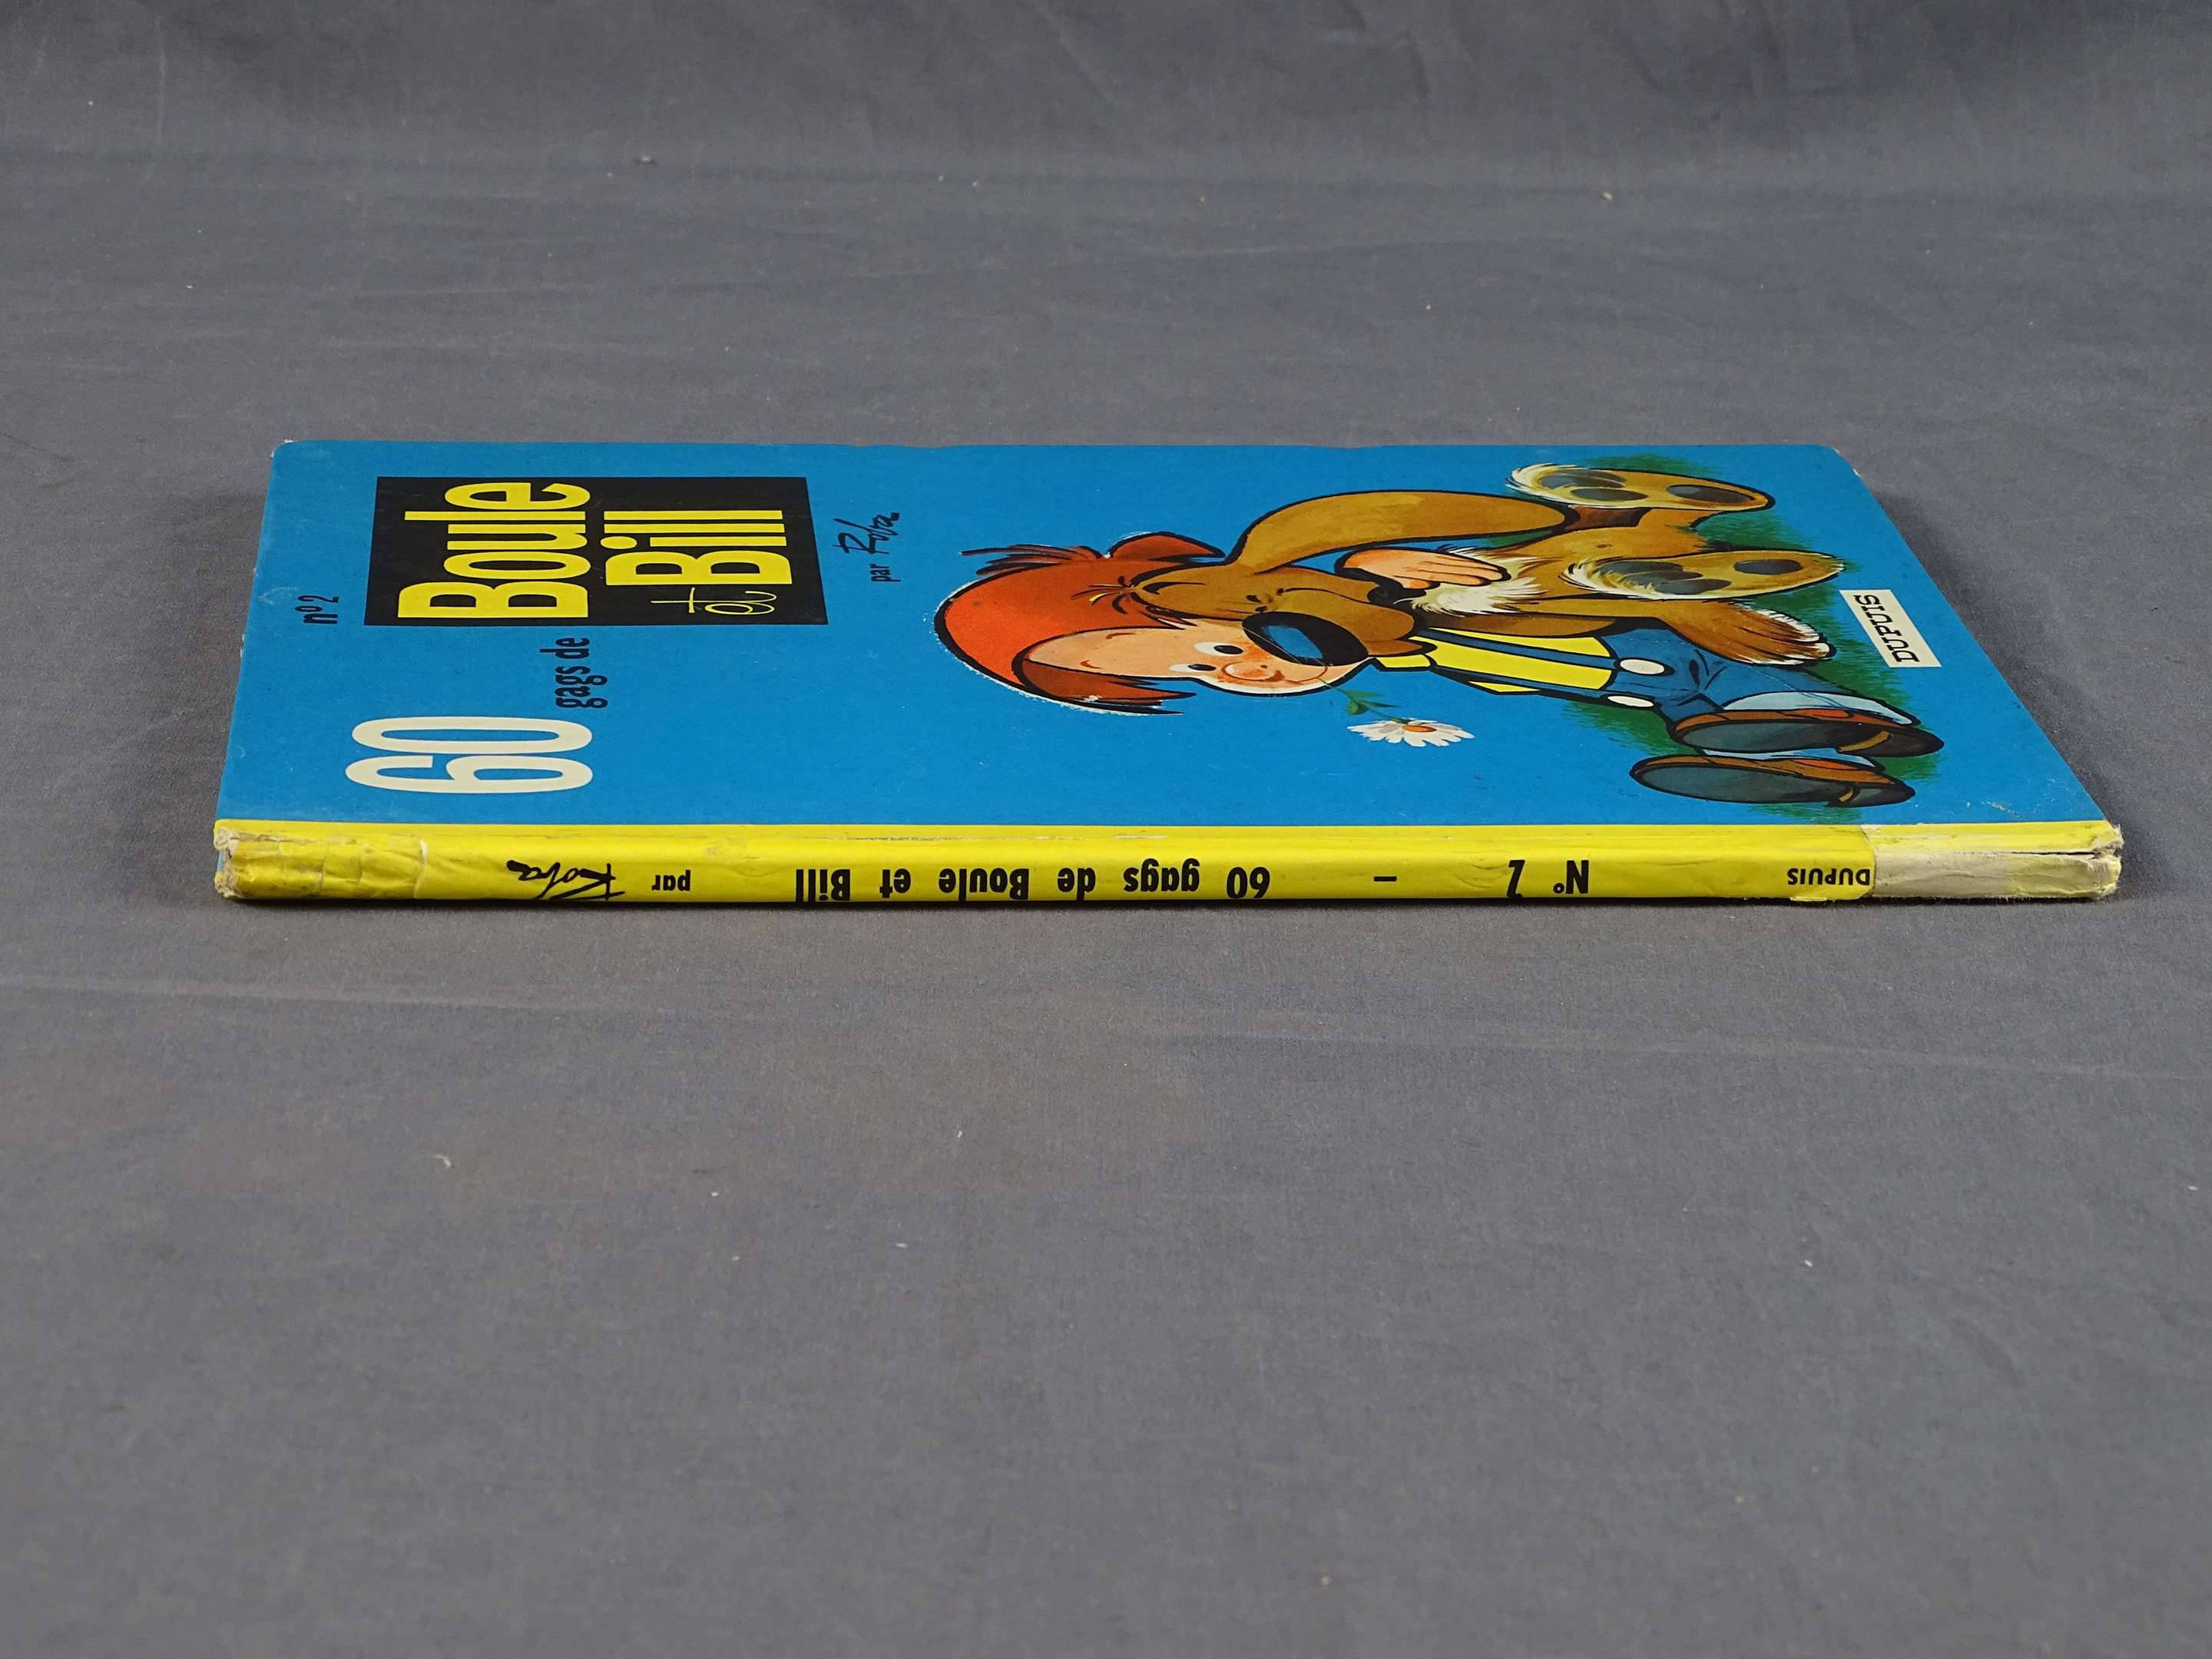 n° 2
60 gags de Boule
et Bill
par Roba
DUPUIS
DUPUIS N° 2 – 60 gags de Boule et Bill par Roba